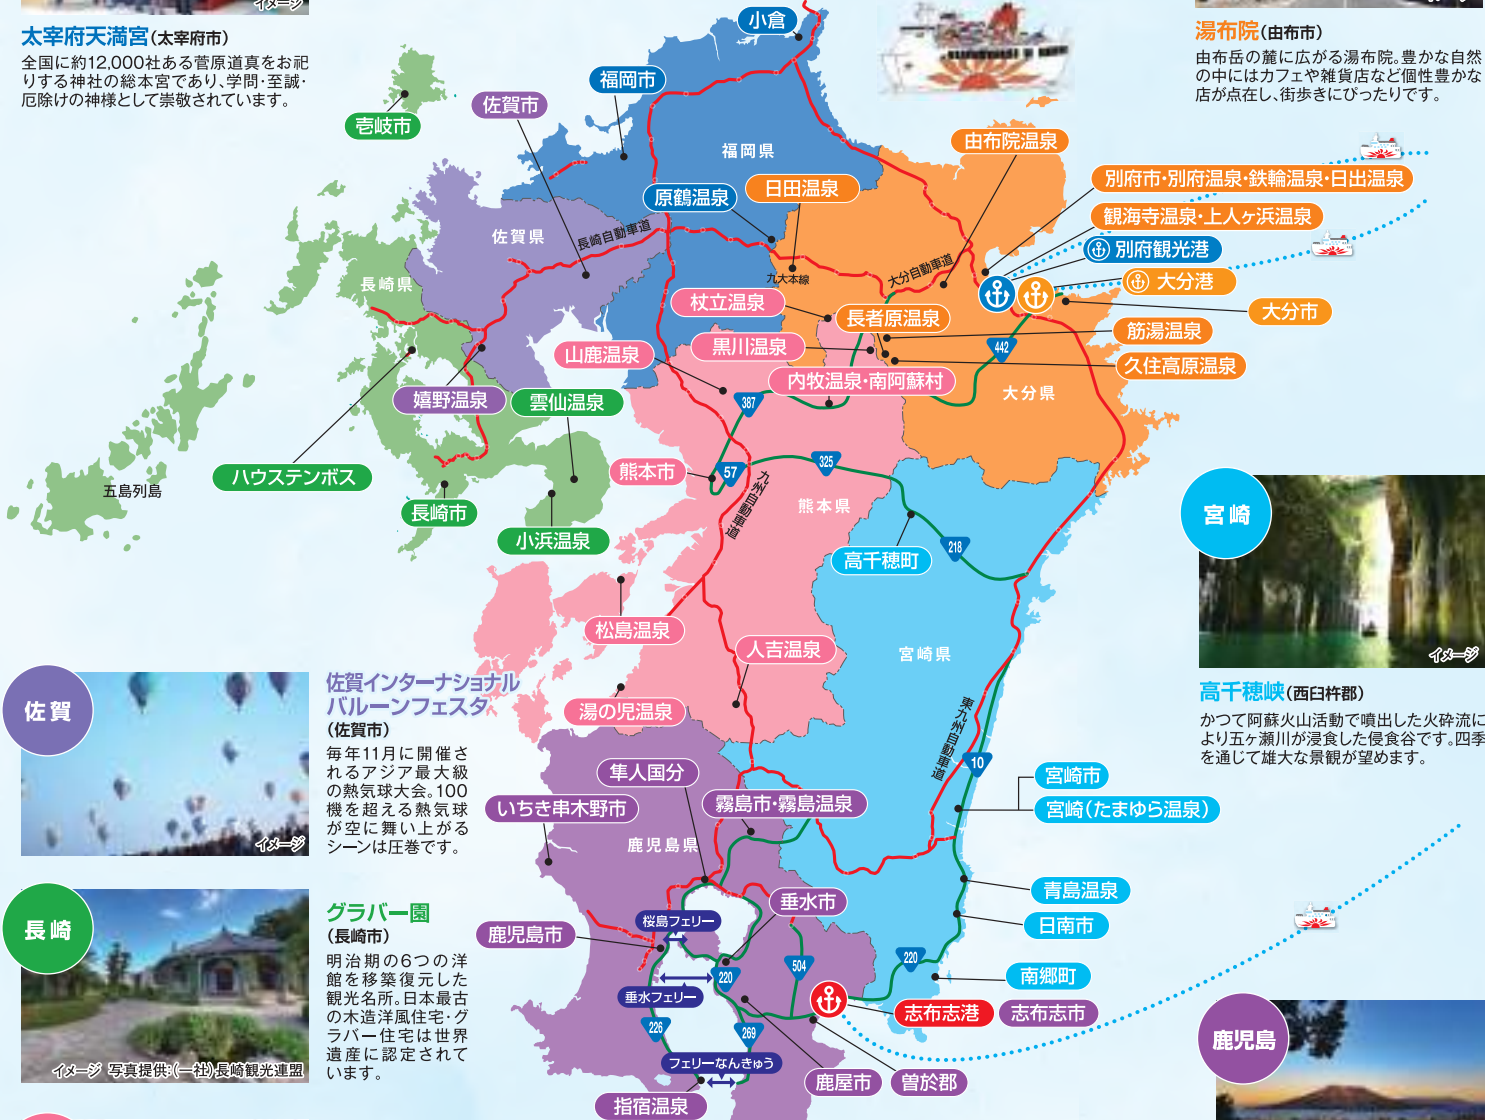 イメージ
太宰府天満宮(太宰府市)
全国に約12,000社ある菅原道真をお祀
りする神社の総本宮であり、学問・至誠・
厄除けの神様として崇敬されています。
湯布院(由布市)
由布岳の麓に広がる湯布院。豊かな自然
の中にはカフェや雑貨店など個性豊かな
店が点在し、街歩きにぴったりです。
小倉
福岡市
佐賀市
壱岐市
福岡県
由布院温泉
原鶴温泉
日田温泉
別府市・別府温泉・鉄輪温泉・日出温泉
観海寺温泉・上人ヶ浜温泉
別府観光港
大分港
大分市
佐賀県
長崎自動車道
長崎県
九大本線
大分自動車道
杖立温泉
長者原温泉
筋湯温泉
黒川温泉
山鹿温泉
久住高原温泉
442
内牧温泉・南阿蘇村
大分県
嬉野温泉
雲仙温泉
387
ハウステンボス
五島列島
熊本市
57
325
九州自動車道
熊本県
長崎市
小浜温泉
高千穂町
218
宮崎
イメージ
高千穂峡(西臼杵郡)
かつて阿蘇火山活動で噴出した火砕流に
より五ヶ瀬川が浸食した侵食谷です。四季
を通じて雄大な景観が望めます。
松島温泉
人吉温泉
宮崎県
湯の児温泉
東九州自動車道
佐賀
イメージ
佐賀インターナショナル
バルーンフェスタ
(佐賀市)
毎年11月に開催さ
れるアジア最大級
の熱気球大会。100
機を超える熱気球
が空に舞い上がる
シーンは圧巻です。
隼人国分
いちき串木野市
霧島市・霧島温泉
鹿児島県
10
宮崎市
宮崎(たまゆら温泉)
青島温泉
日南市
南郷町
長崎
イメージ 写真提供:(一社)長崎観光連盟
グラバー園
(長崎市)
明治期の6つの洋
館を移築復元した
観光名所。日本最古
の木造洋風住宅・グ
ラバー住宅は世界
遺産に認定されて
います。
垂水市
桜島フェリー
鹿児島市
504
220
220
垂水フェリー
志布志港
志布志市
226
269
フェリーなんきゅう
鹿屋市
曽於郡
指宿温泉
鹿児島